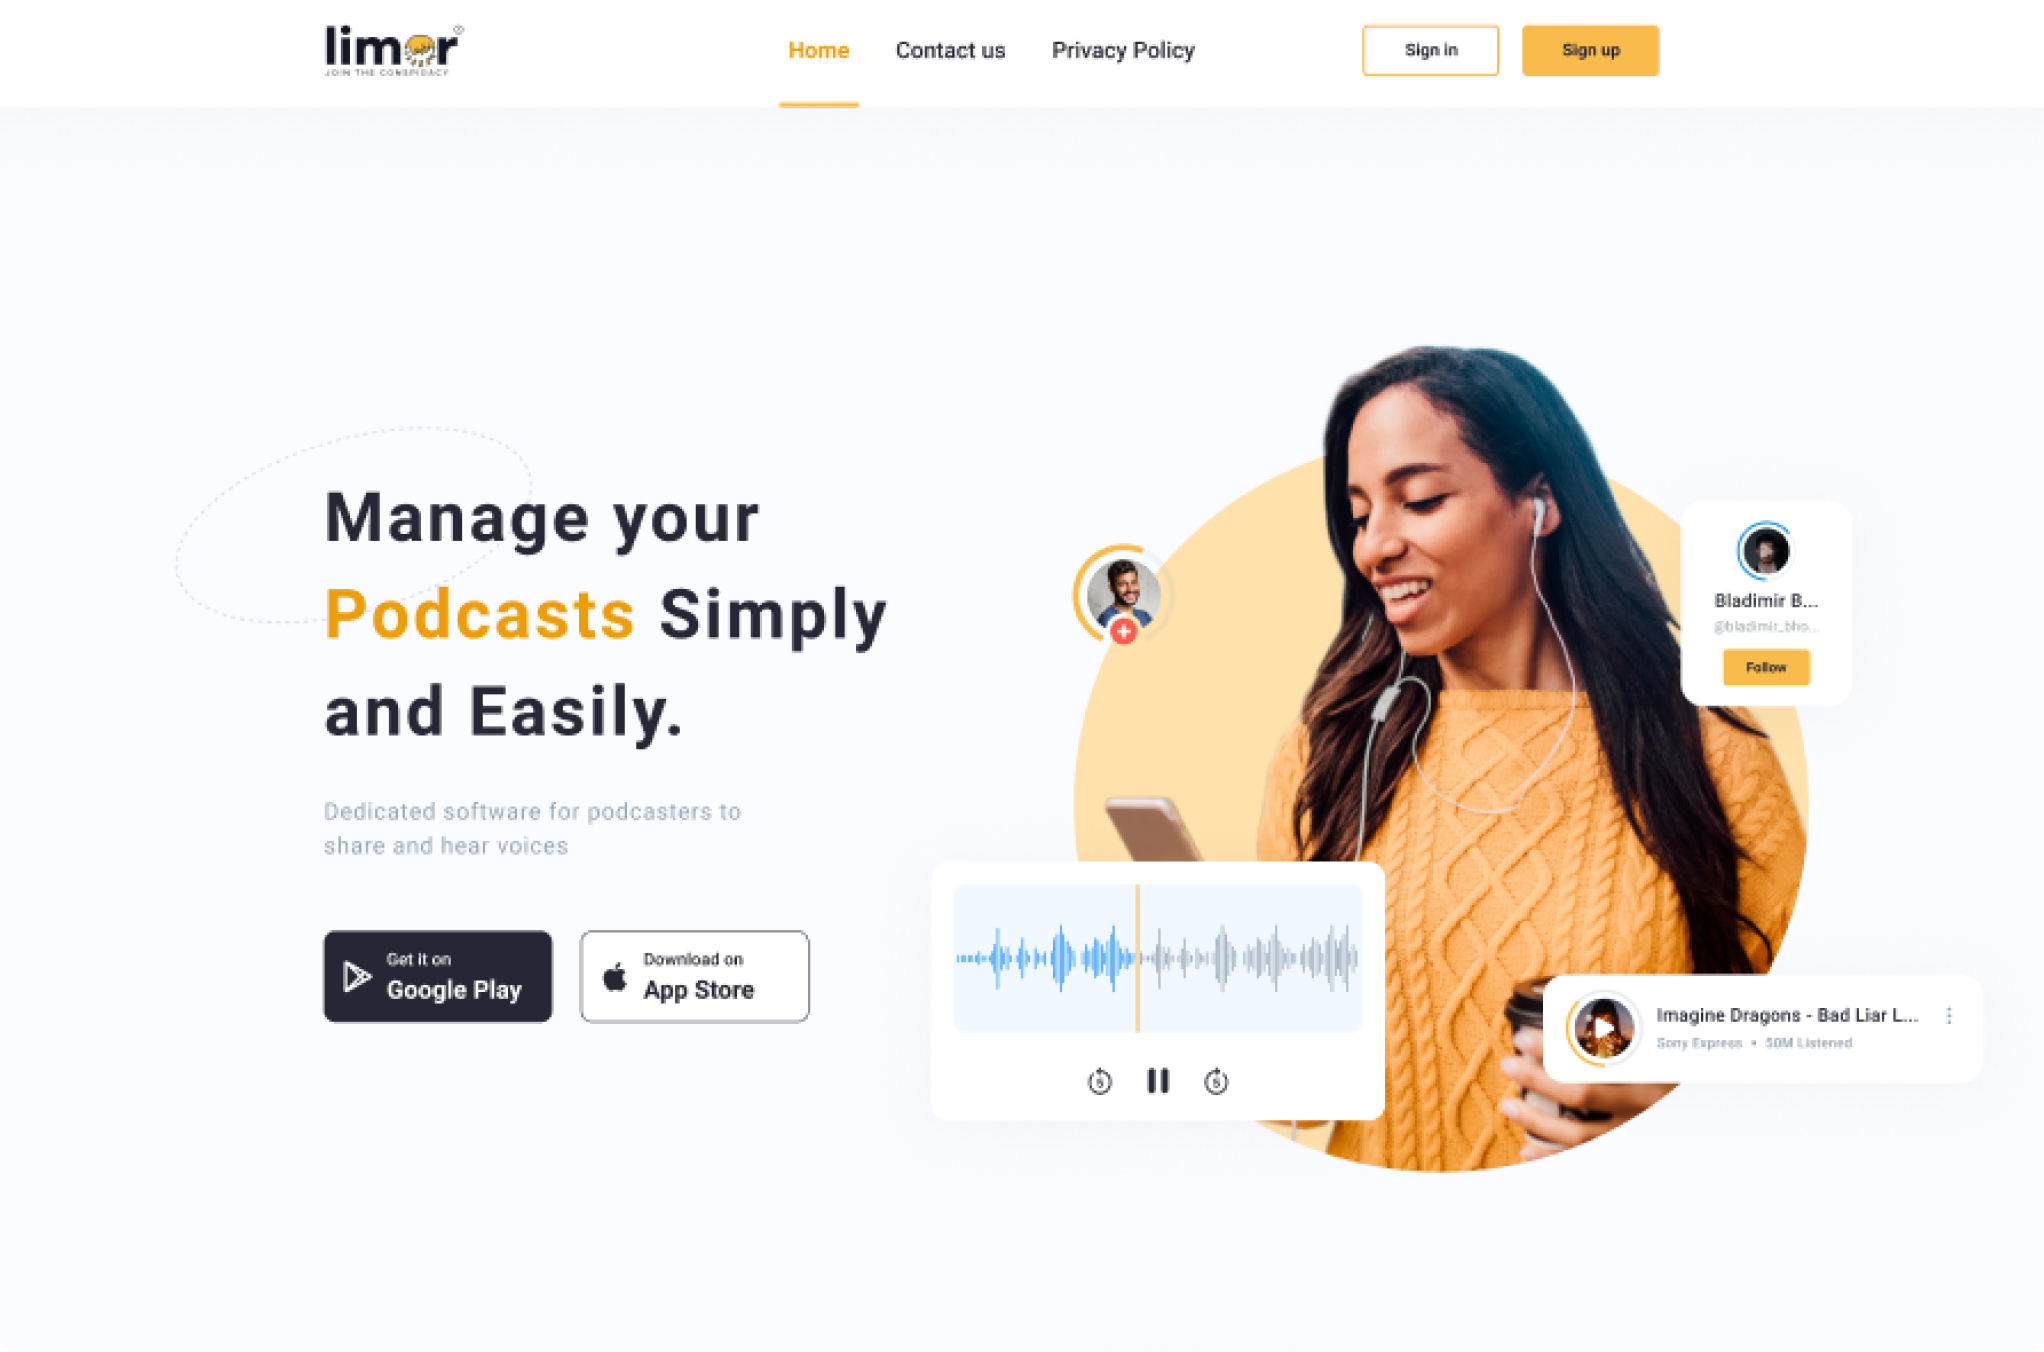 limor
JOIN THE CONSPIRACY
Home
Contact us
Privacy Policy
Sign in
Sign up
Manage your
Podcasts Simply
and Easily.
Dedicated software for podcasters to
share and hear voices
Get it on
Google Play
Download on
App Store
Bladimir B...
@bladimir_bho...
Follow
5
5
Imagine Dragons - Bad Liar L...
Sony Express • 50M Listened